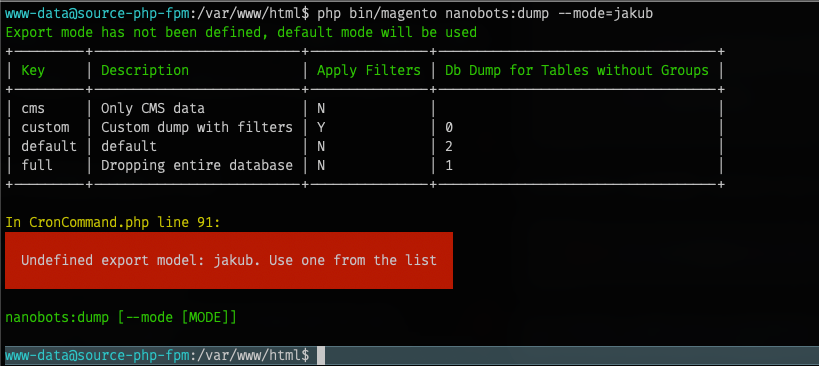 www-data@source-php-fpm:/var/www/html$ php bin/magento nanobots:dump --mode=jakub
Export mode has not been defined, default mode will be used
Key | Description | Apply Filters | Db Dump for Tables without Groups
cms | Only CMS data | N |
custom | Custom dump with filters | Y | 0
default | default | N | 2
full | Dropping entire database | N | 1
In CronCommand.php line 91:
Undefined export model: jakub. Use one from the list
nanobots:dump [--mode [MODE]]
www-data@source-php-fpm:/var/www/html$